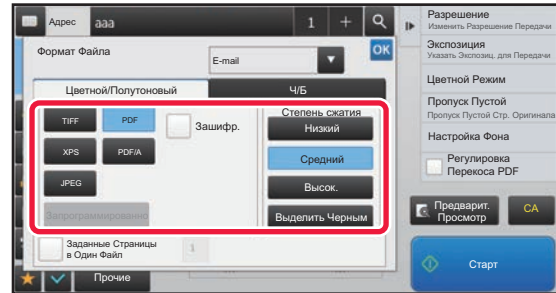 Адрес
aaa
1
Формат Файла
E-mail
OK
Цветной/Полутоновый
Ч/Б
TIFF
PDF
Зашифр.
XPS
PDF/A
JPEG
Запрограммированно
Степень сжатия
Низкий
Средний
Высок.
Выделить Черным
Заданные Страницы
в Один Файл
1
Прочие
Разрешение
Изменить Разрешение Передачи
Экспозиция
Указать Экспозиц. для Передачи
Цветной Режим
Пропуск Пустой
Пропуск Пустой Стр. Оригинала
Настройка Фона
Регулировка
Перекоса PDF
Предварит.
Просмотр
CA
Старт